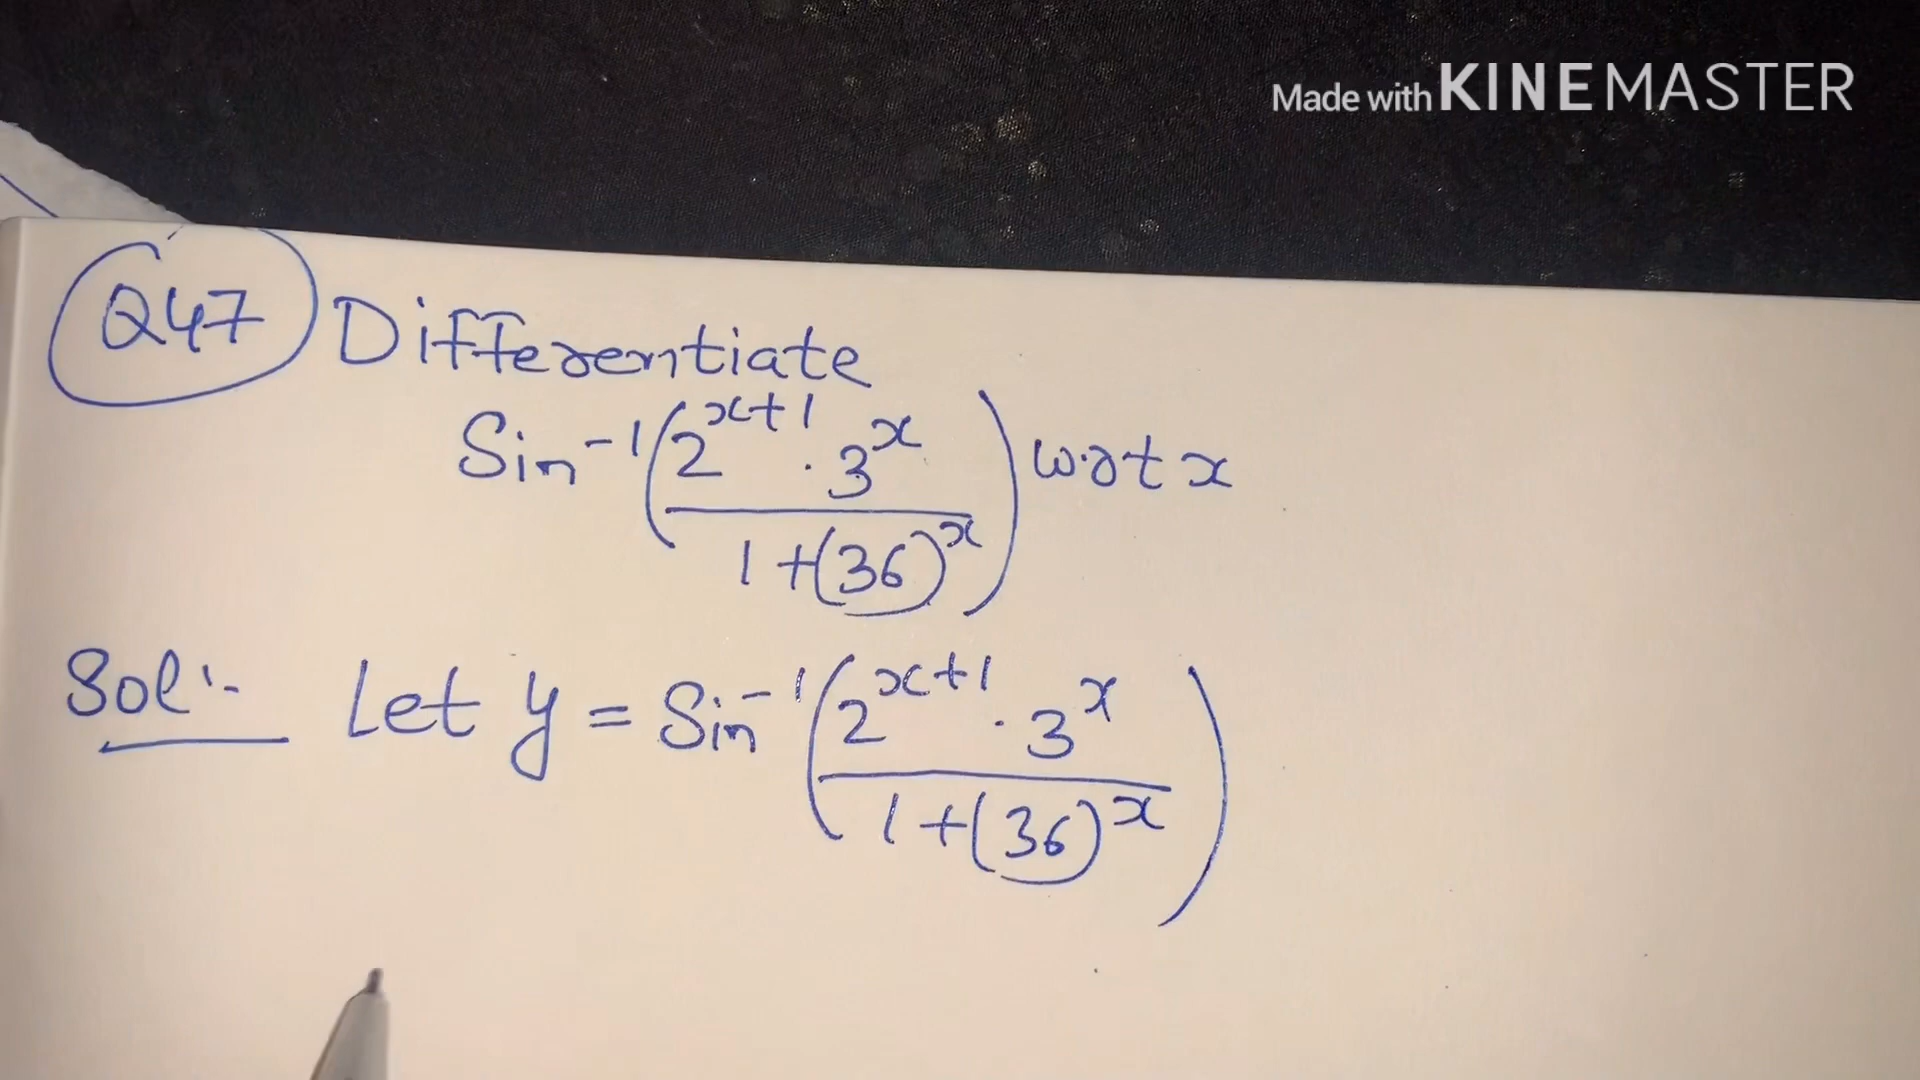 Made with KINEMASTER
Q47 Differentiate
Sin⁻¹(2^(x+1) · 3^x / 1+(36)^x) w.r.t x
Sol:- Let y = Sin⁻¹(2^(x+1) · 3^x / 1+(36)^x)